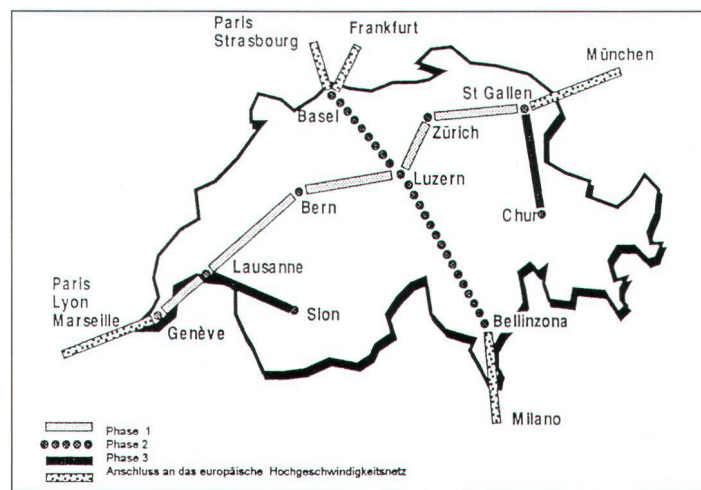 Paris
Strasbourg
Frankfurt
München
St Gallen
Basel
Zürich
Luzern
Bern
Chur
Lausanne
Paris
Lyon
Marseille
Genève
Sion
Bellinzona
Milano
Phase 1
Phase 2
Phase 3
Anschluss an das europäische Hochgeschwindigkeitsnetz